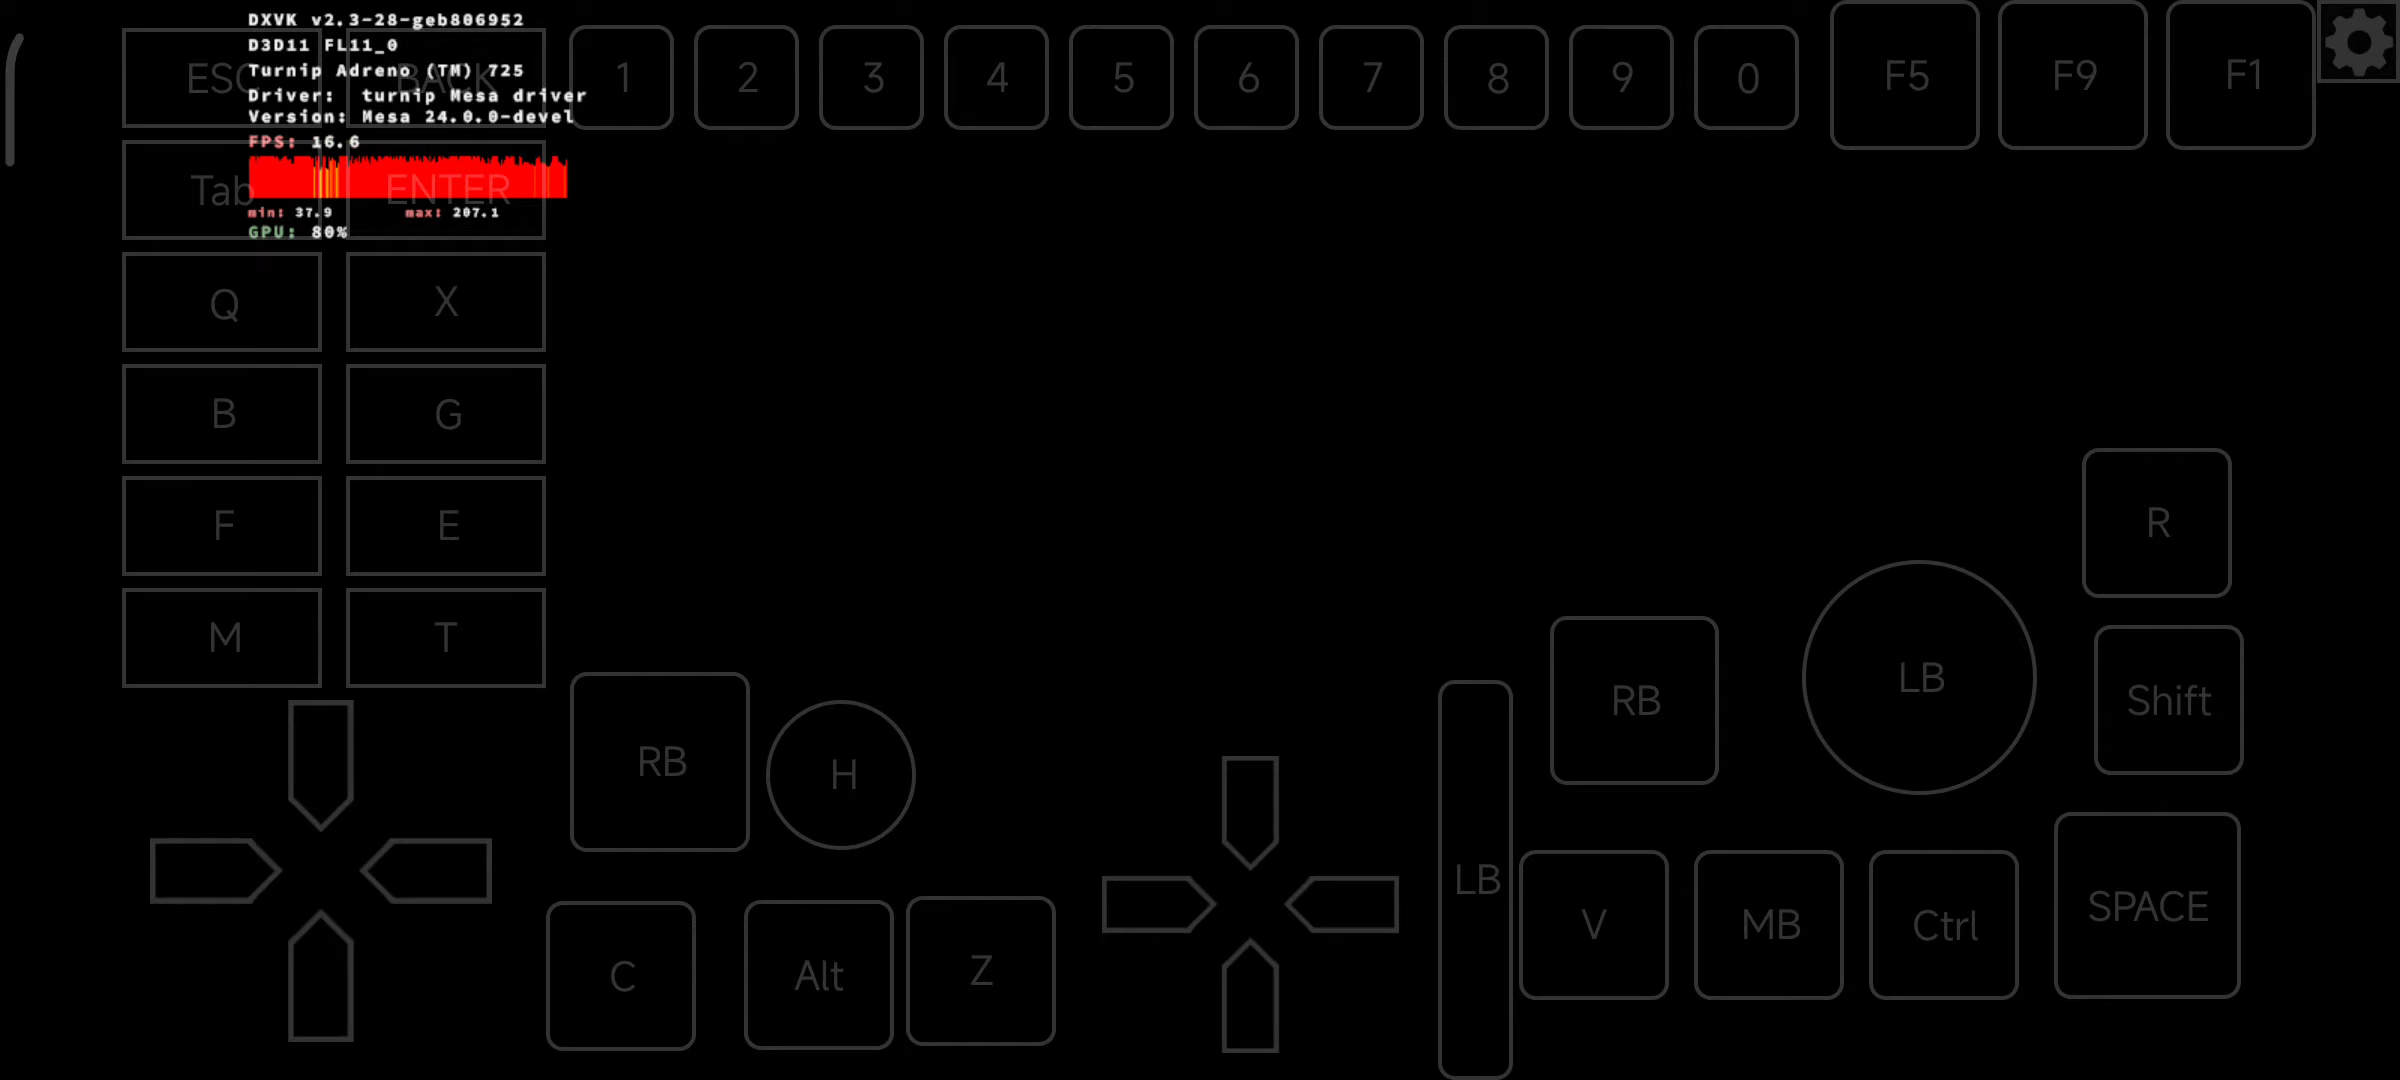 DXVK v2.3-28-geb806952
D3D11 FL11_0
Turnip Adreno (TM) 725
Driver: turnip Mesa driver
Version: Mesa 24.0.0-devel
FPS: 16.6
min: 37.9 max: 207.1
GPU: 80%
ESC BACK 1 2 3 4 5 6 7 8 9 0 F5 F9 F1
Tab ENTER
Q X
B G
F E R
M T
RB H RB LB Shift
LB
C Alt Z V MB Ctrl SPACE